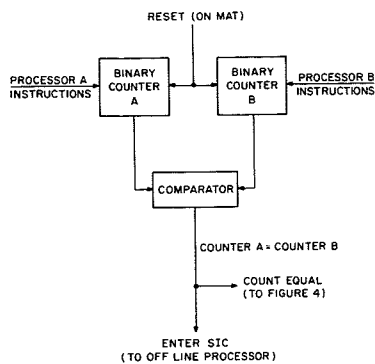 RESET (ON MAT)
PROCESSOR A
INSTRUCTIONS
BINARY
COUNTER
A
BINARY
COUNTER
B
PROCESSOR B
INSTRUCTIONS
COMPARATOR
COUNTER A = COUNTER B
COUNT EQUAL
(TO FIGURE 4)
ENTER SIC
(TO OFF LINE PROCESSOR)